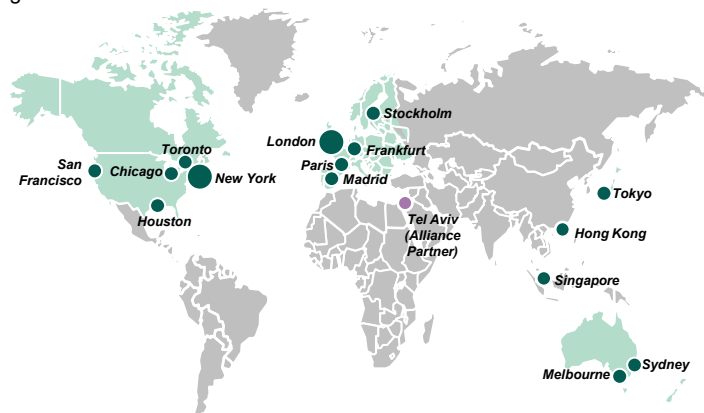 Stockholm
London
Frankfurt
Toronto
Paris
San
Francisco
Chicago
New York
Madrid
Tokyo
Houston
Tel Aviv
(Alliance
Partner)
Hong Kong
Singapore
Sydney
Melbourne